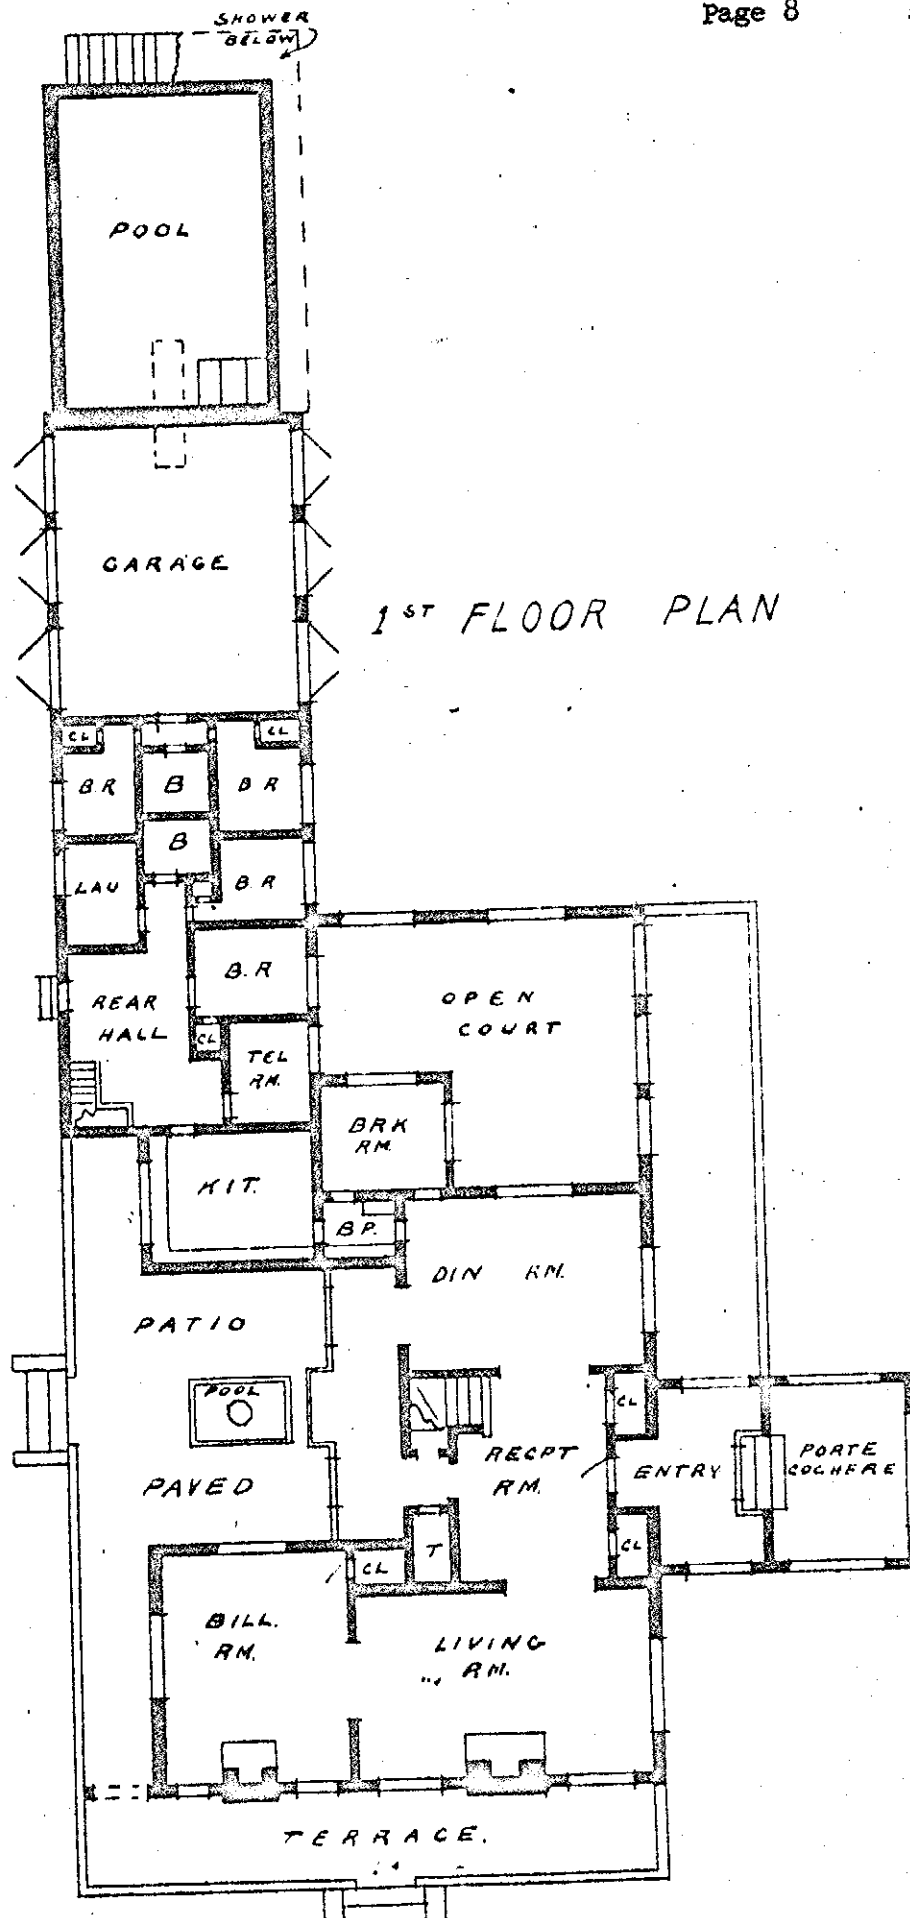 Page 8
SHOWER
BELOW
POOL
GARAGE
1ST FLOOR PLAN
CL
CL
B.R
B
B R
B
LAU
B.R
B.R
OPEN
COURT
REAR
HALL
CL
TEL
RM.
BRK
RM.
KIT.
B P.
DIN RM.
PATIO
POOL
CL
RECPT
RM.
ENTRY
PORTE
COCHERE
PAVED
T
CL
CL
BILL.
RM.
LIVING
RM.
TERRACE.